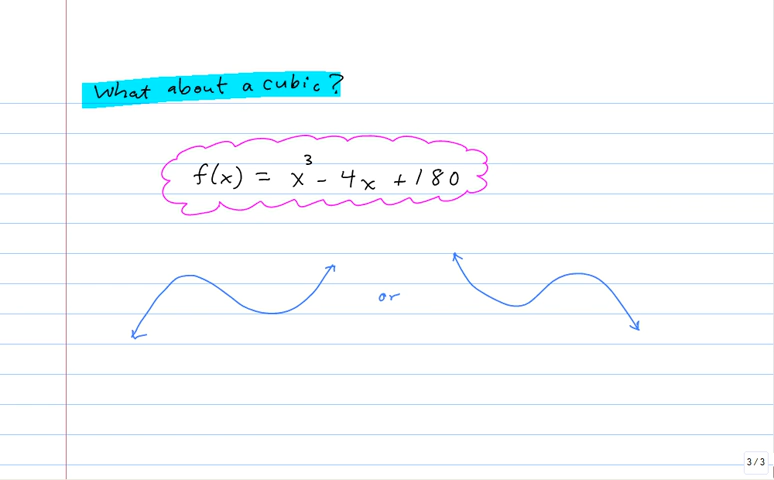 What about a cubic?
f(x) = x³ - 4x + 180
or
3/3